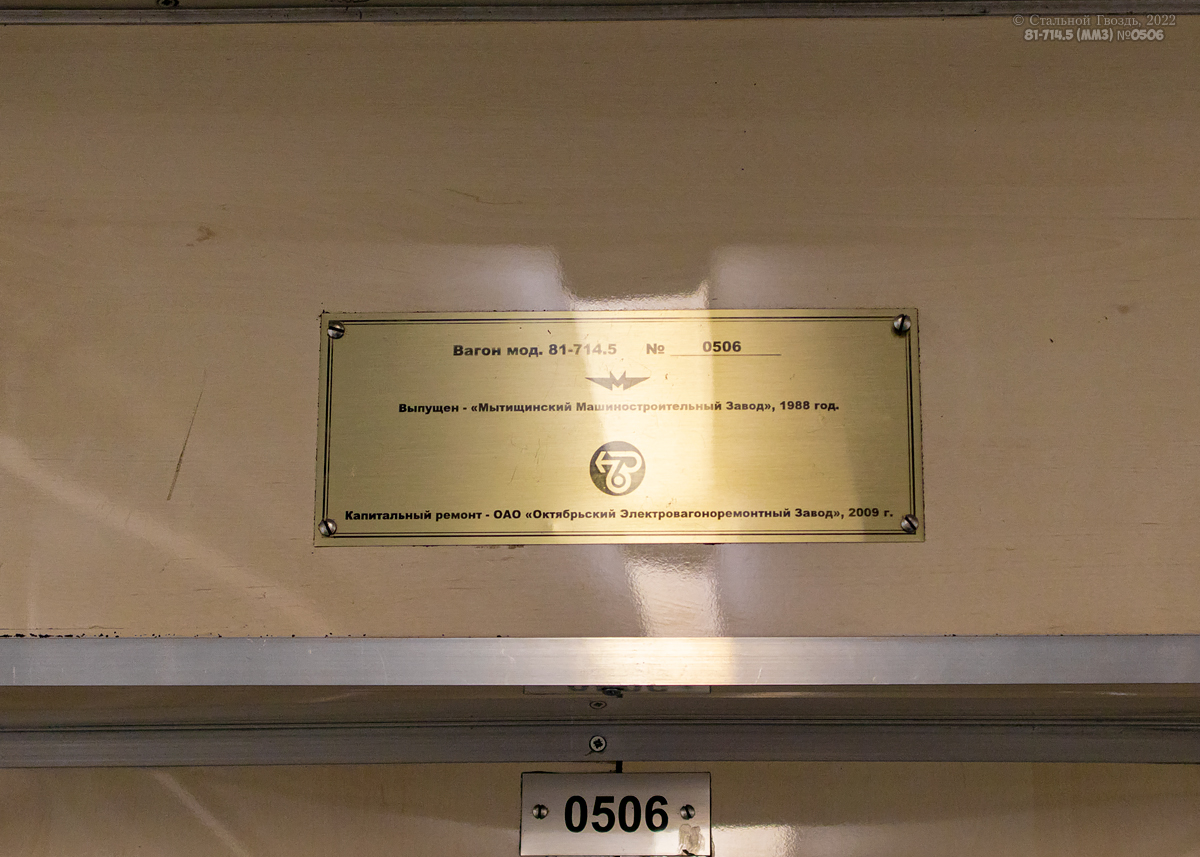 © Стальной Гвоздь, 2022
81-714.5 (ММЗ) №0506
Вагон мод. 81-714.5 № 0506
Выпущен - «Мытищинский Машиностроительный Завод», 1988 год.
Капитальный ремонт - ОАО «Октябрьский Электровагоноремонтный Завод», 2009 г.
0506